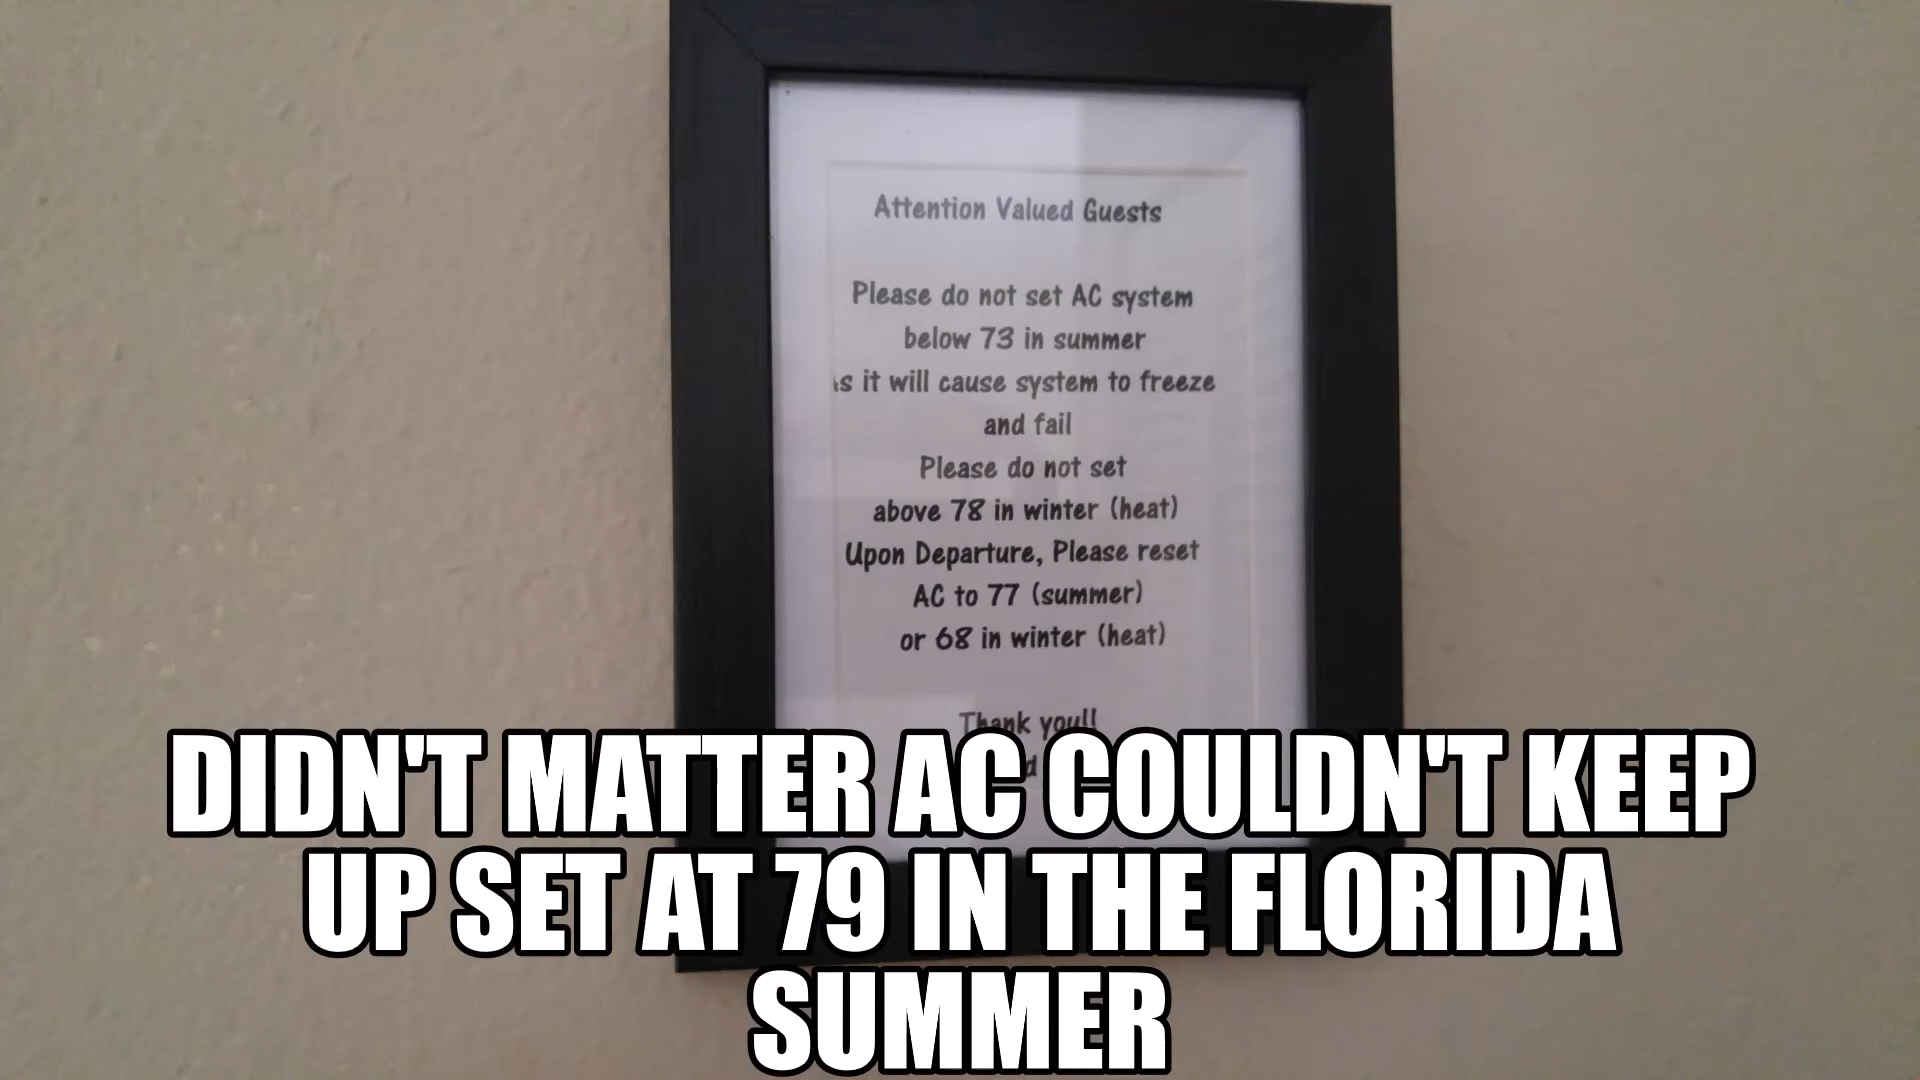 Attention Valued Guests
Please do not set AC system
below 73 in summer
it will cause system to freeze
and fail
Please do not set
above 78 in winter (heat)
Upon Departure, Please reset
AC to 77 (summer)
or 68 in winter (heat)
Thank you!!
DIDN'T MATTER AC COULDN'T KEEP
UP SET AT 79 IN THE FLORIDA
SUMMER